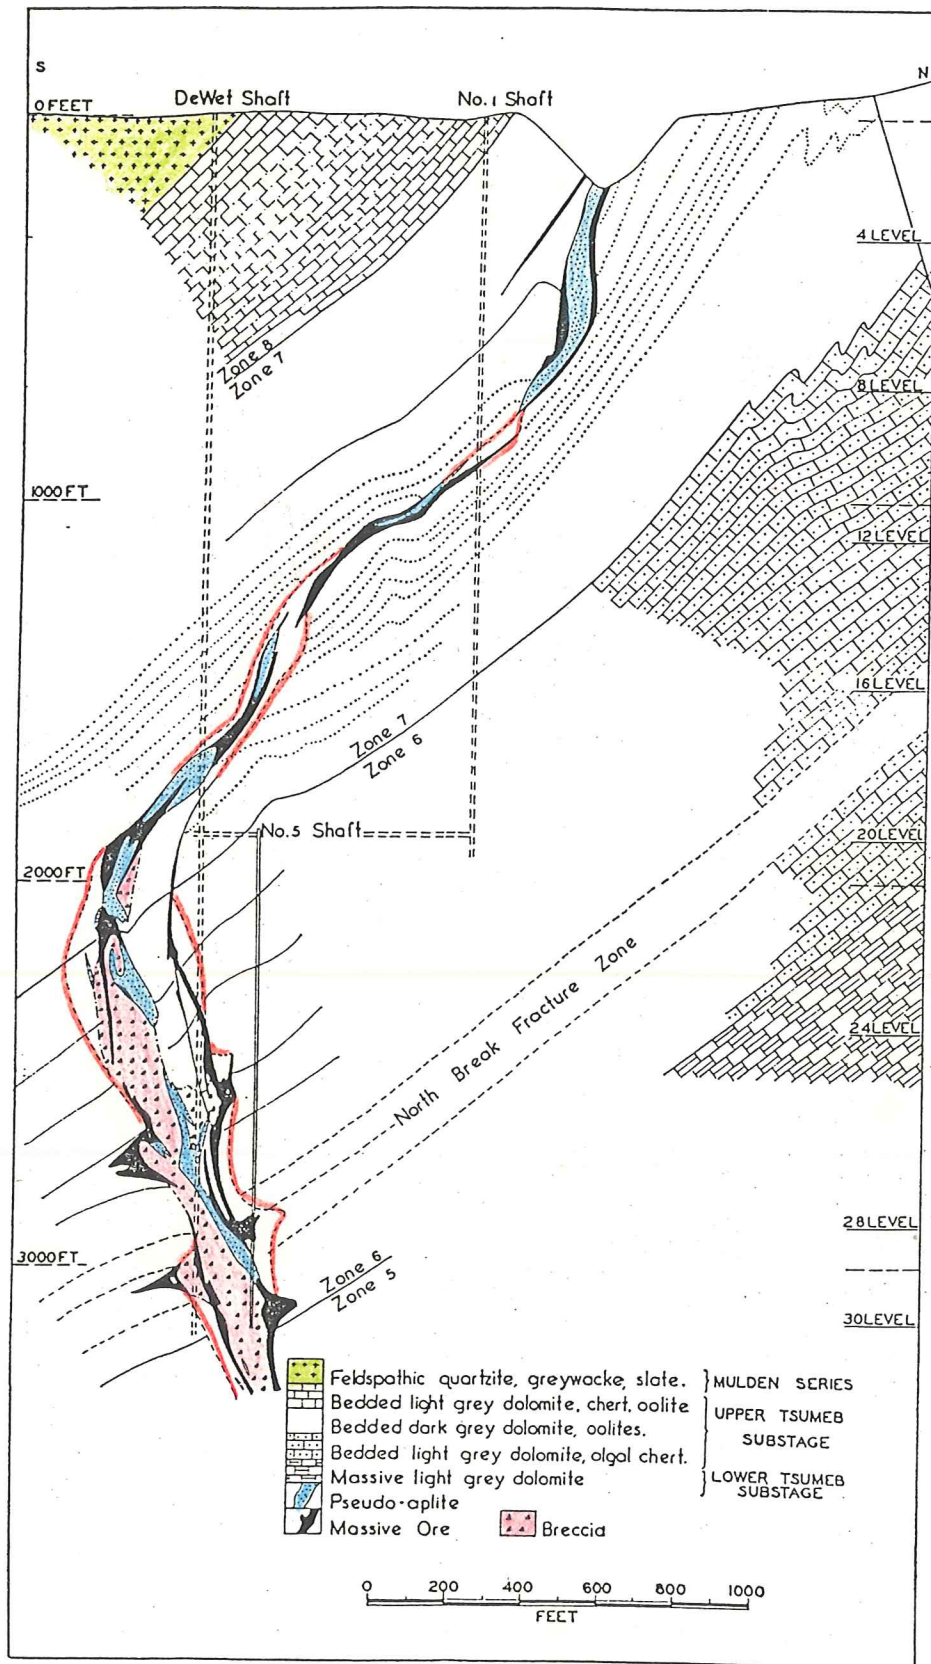 S
N
0 FEET
DeWet Shaft
No. 1 Shaft
4 LEVEL
Zone 8
Zone 7
8 LEVEL
1000 FT
12 LEVEL
16 LEVEL
Zone 7
Zone 6
No. 5 Shaft
20 LEVEL
2000 FT
North Break Fracture Zone
24 LEVEL
28 LEVEL
3000 FT
Zone 6
Zone 5
30 LEVEL
Feldspathic quartzite, greywacke, slate. } MULDEN SERIES
Bedded light grey dolomite, chert, oolite
Bedded dark grey dolomite, oolites.
UPPER TSUMEB
SUBSTAGE
Bedded light grey dolomite, algal chert.
Massive light grey dolomite
LOWER TSUMEB
SUBSTAGE
Pseudo-aplite
Massive Ore
Breccia
0 200 400 600 800 1000
FEET